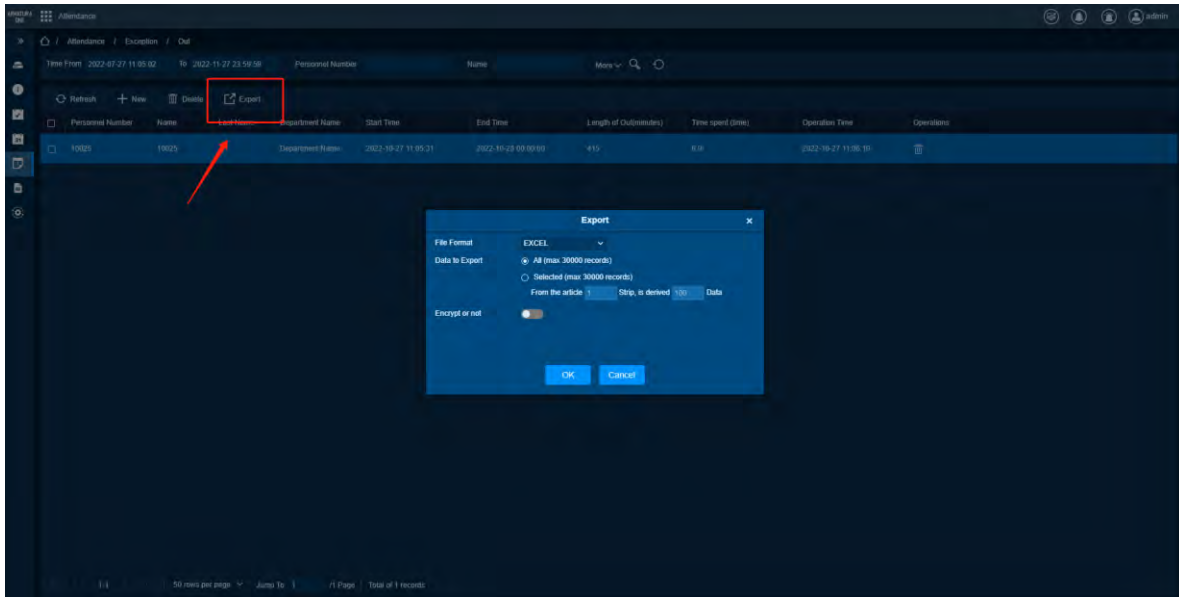 Attendance
admin
/ Attendance / Exception / Out
Time From 2022-07-27 11:05:02 To 2022-11-27 23:59:59 Personnel Number Name More
Refresh New Delete Export
Personnel Number Name Last Name Department Name Start Time End Time Length of Out(minutes) Time spent (time) Operation Time Operations
10025 10025 Department Name 2022-10-27 11:05:21 2022-10-28 00:00:00 415 2022-10-27 11:06:10
Export x
File Format EXCEL
Data to Export All (max 30000 records)
Selected (max 30000 records)
From the article 1 Strip, is derived 100 Data
Encrypt or not
OK Cancel
50 rows per page Jump To 1 /1 Page Total of 1 records